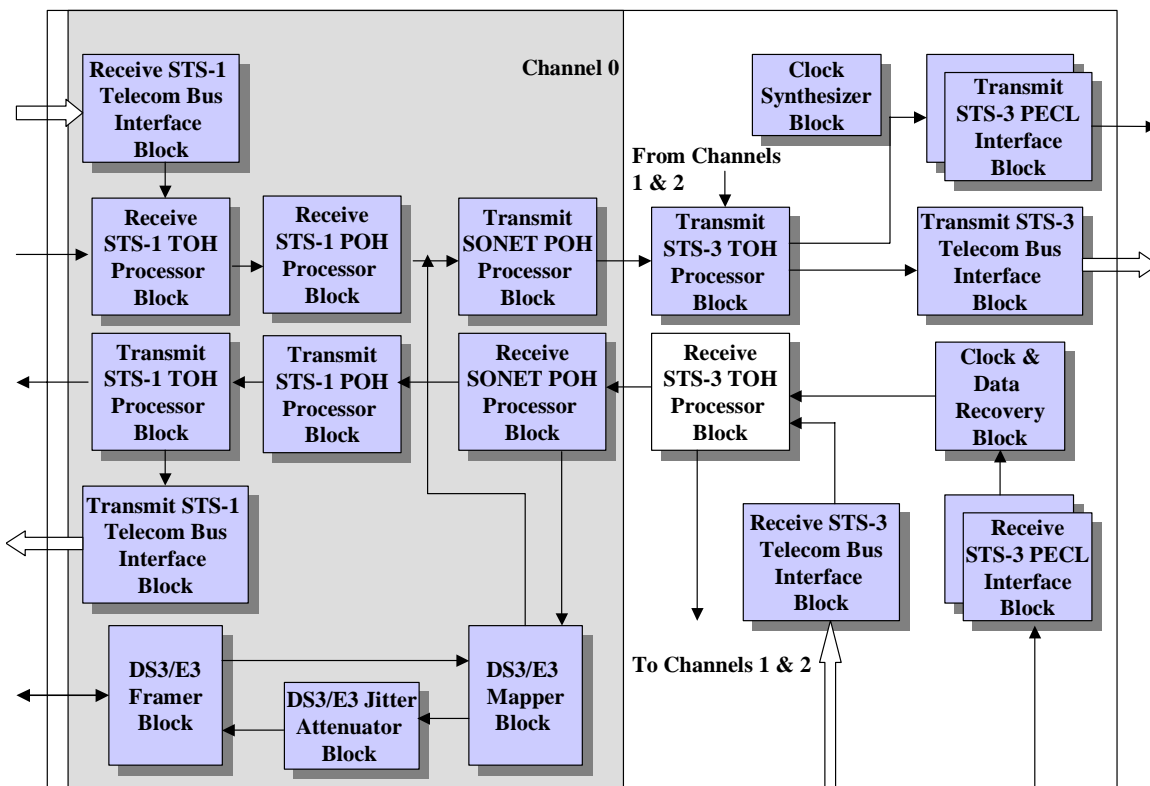 Receive STS-1
Telecom Bus
Interface
Block
Channel 0
Clock
Synthesizer
Block
Transmit
STS-3 PECL
Interface
Block
From Channels
1 & 2
Receive
STS-1 TOH
Processor
Block
Receive
STS-1 POH
Processor
Block
Transmit
SONET POH
Processor
Block
Transmit
STS-3 TOH
Processor
Block
Transmit STS-3
Telecom Bus
Interface
Block
Transmit
STS-1 TOH
Processor
Block
Transmit
STS-1 POH
Processor
Block
Receive
SONET POH
Processor
Block
Receive
STS-3 TOH
Processor
Block
Clock &
Data
Recovery
Block
Transmit STS-1
Telecom Bus
Interface
Block
Receive STS-3
Telecom Bus
Interface
Block
Receive
STS-3 PECL
Interface
Block
DS3/E3
Framer
Block
DS3/E3 Jitter
Attenuator
Block
DS3/E3
Mapper
Block
To Channels 1 & 2